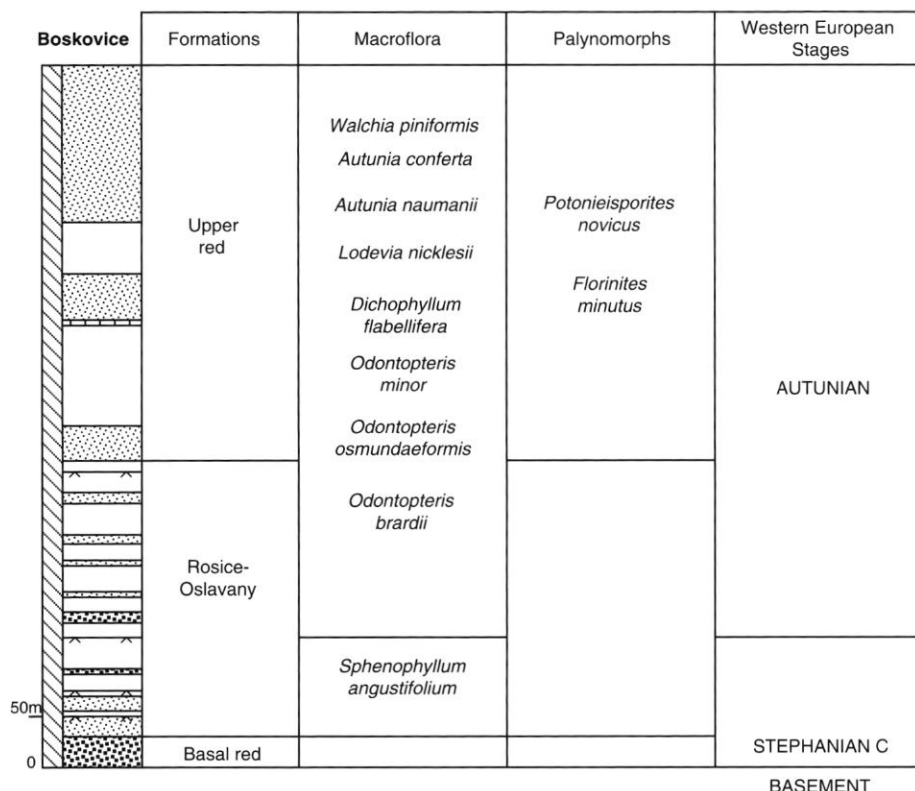 Boskovice
Formations
Macroflora
Palynomorphs
Western European
Stages
Walchia piniformis
Autunia conferta
Autunia naumanii
Lodevia nicklesii
Dichophyllum
flabellifera
Odontopteris
minor
Odontopteris
osmundaeformis
Odontopteris
brardii
Sphenophyllum
angustifolium
Upper
red
Rosice-
Oslavany
Basal red
Potonieisporites
novicus
Florinites
minutus
AUTUNIAN
STEPHANIAN C
BASEMENT
50m
0